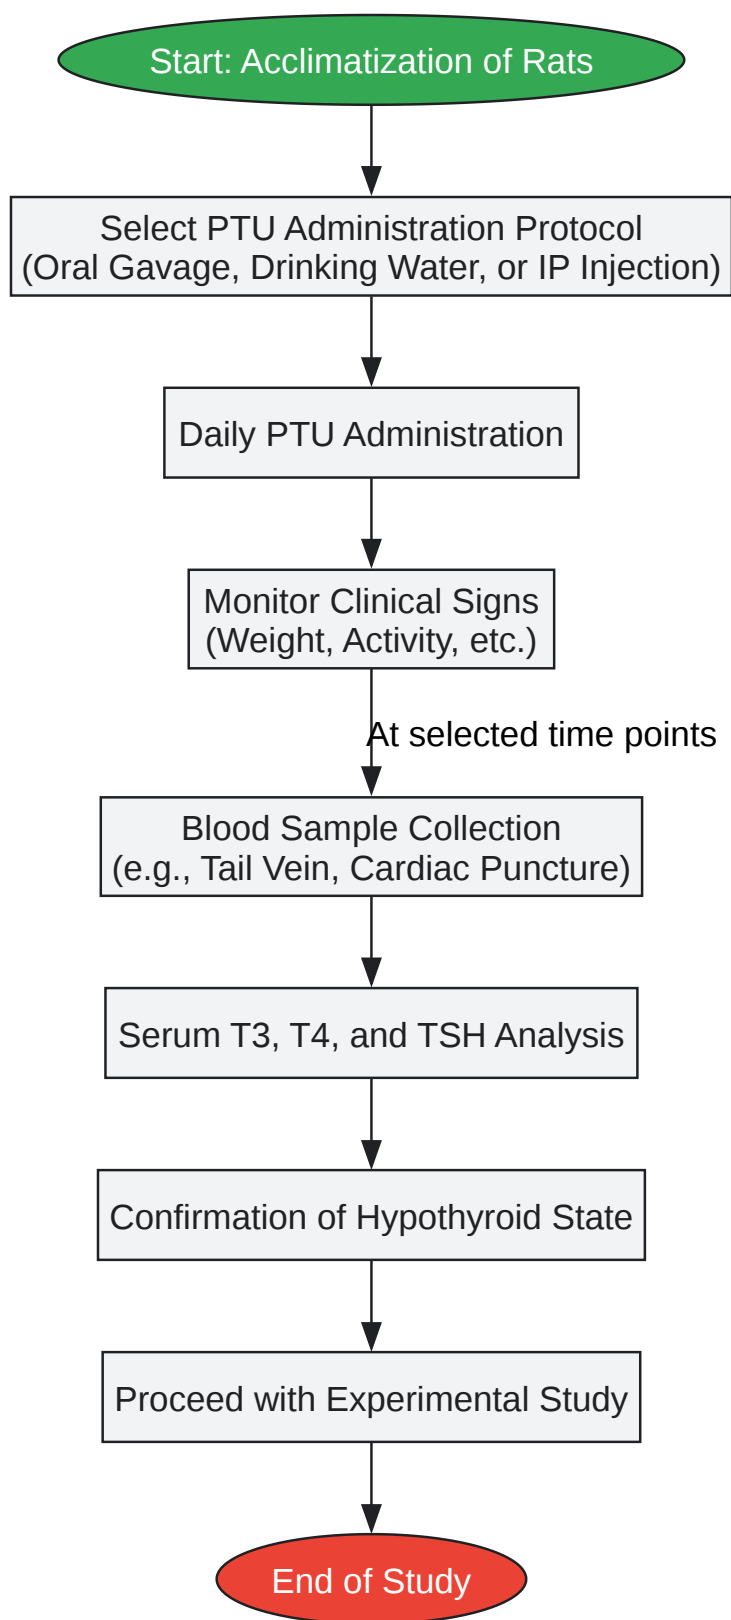 Start: Acclimatization of Rats
Select PTU Administration Protocol
(Oral Gavage, Drinking Water, or IP Injection)
Daily PTU Administration
Monitor Clinical Signs
(Weight, Activity, etc.)
At selected time points
Blood Sample Collection
(e.g., Tail Vein, Cardiac Puncture)
Serum T3, T4, and TSH Analysis
Confirmation of Hypothyroid State
Proceed with Experimental Study
End of Study